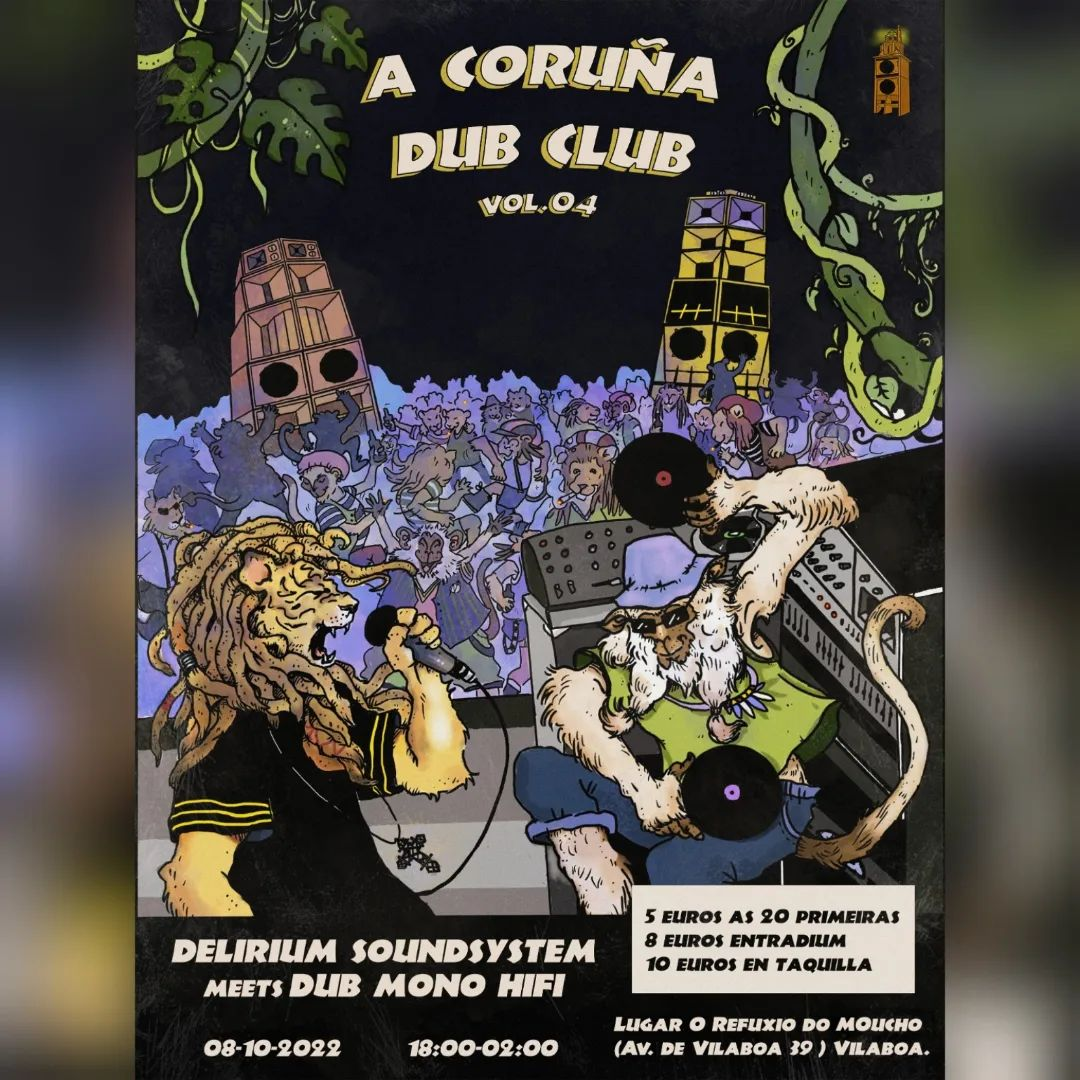 A CORUÑA
DUB CLUB
VOL.04
5 EUROS AS 20 PRIMEIRAS
8 EUROS ENTRADIUM
10 EUROS EN TAQUILLA
DELIRIUM SOUNDSYSTEM
MEETS DUB MONO HIFI
08-10-2022 18:00-02:00
LUGAR O REFUXIO DO MOUCHO
(AV. DE VILABOA 39 ) VILABOA.